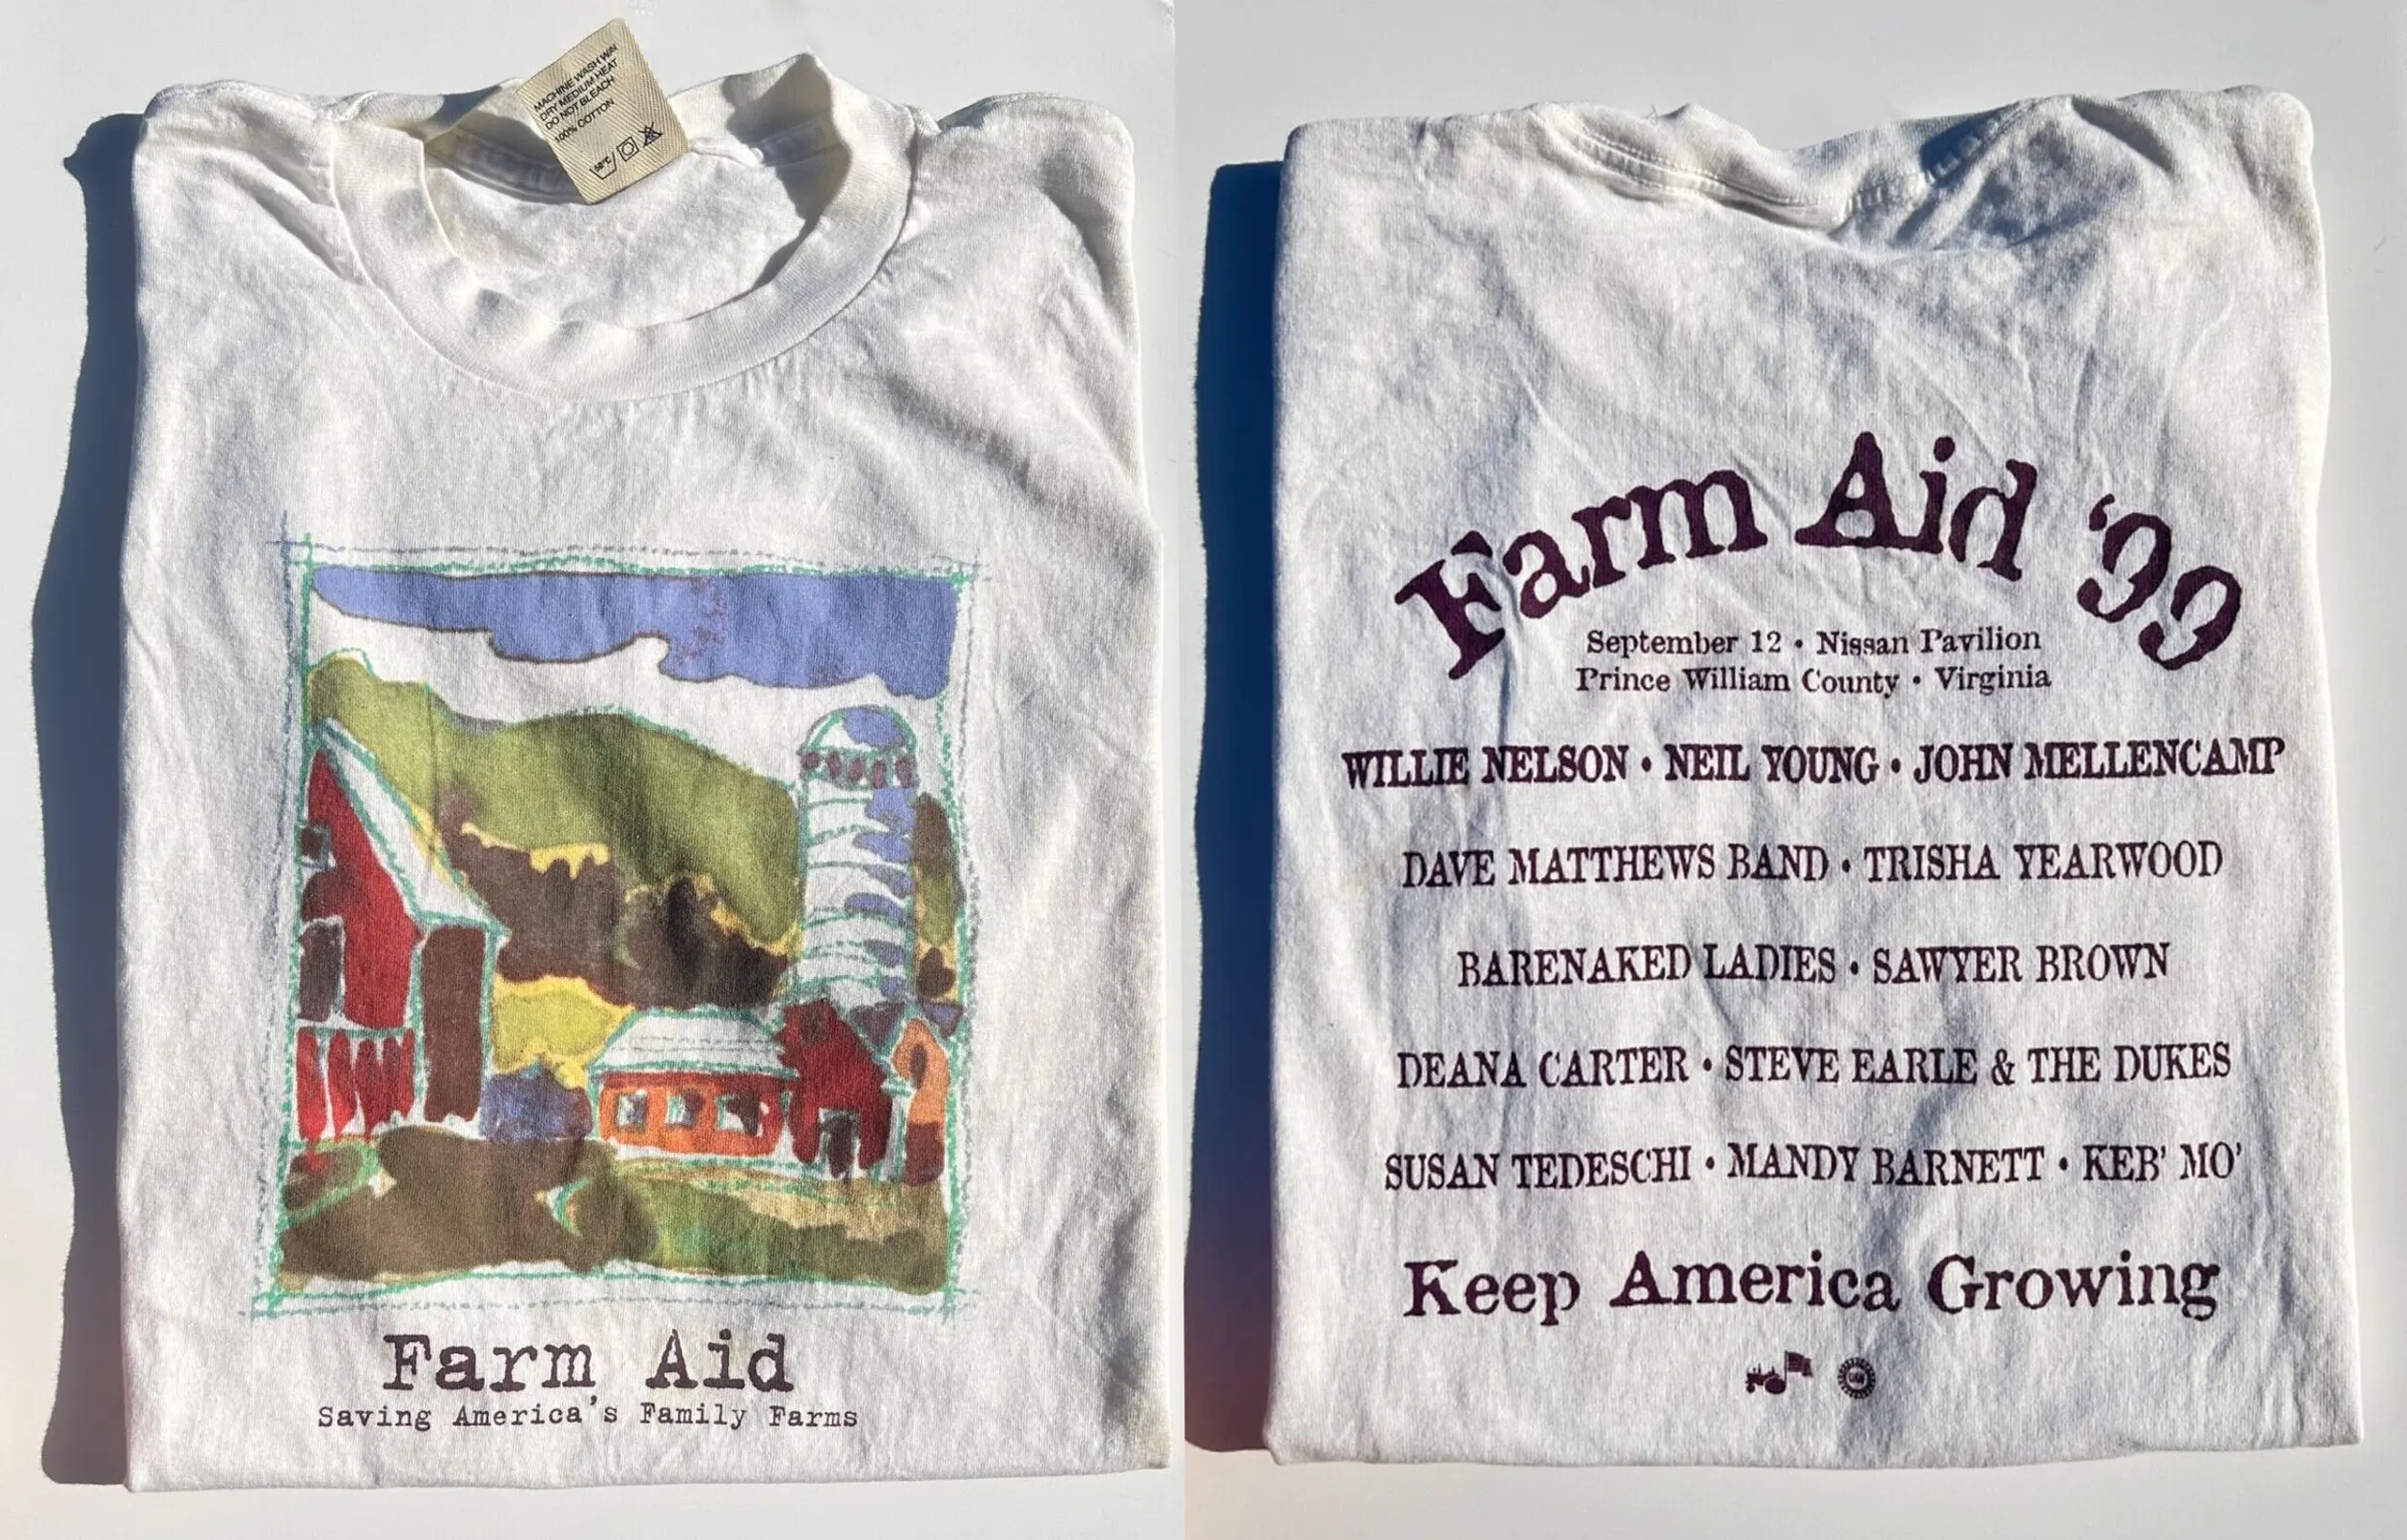 MACHINE WASH WARM
DRY MEDIUM HEAT
DO NOT BLEACH
100% COTTON
Farm Aid
Saving America's Family Farms
Farm Aid '99
September 12 • Nissan Pavilion
Prince William County • Virginia
WILLIE NELSON • NEIL YOUNG • JOHN MELLENCAMP
DAVE MATTHEWS BAND • TRISHA YEARWOOD
BARENAKED LADIES • SAWYER BROWN
DEANA CARTER • STEVE EARLE & THE DUKES
SUSAN TEDESCHI • MANDY BARNETT • KEB' MO'
Keep America Growing